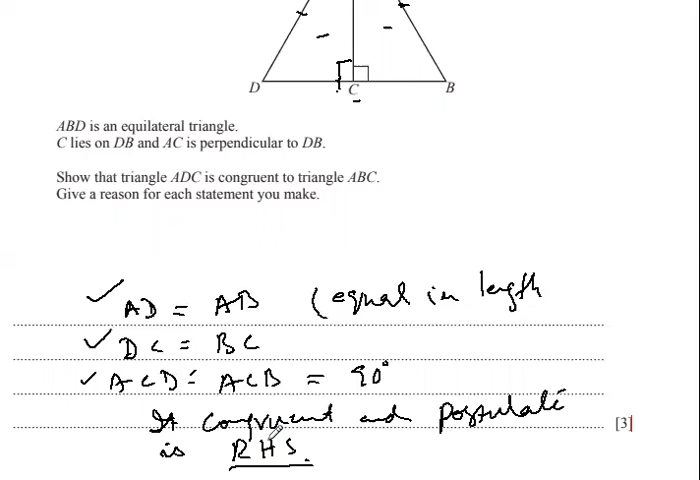 D C B
ABD is an equilateral triangle.
C lies on DB and AC is perpendicular to DB.
Show that triangle ADC is congruent to triangle ABC.
Give a reason for each statement you make.
✓ AD = AB (equal in length
✓ DC = BC
✓ ACD = ACB = 90°
It congruent and postulate [3]
is RHS.